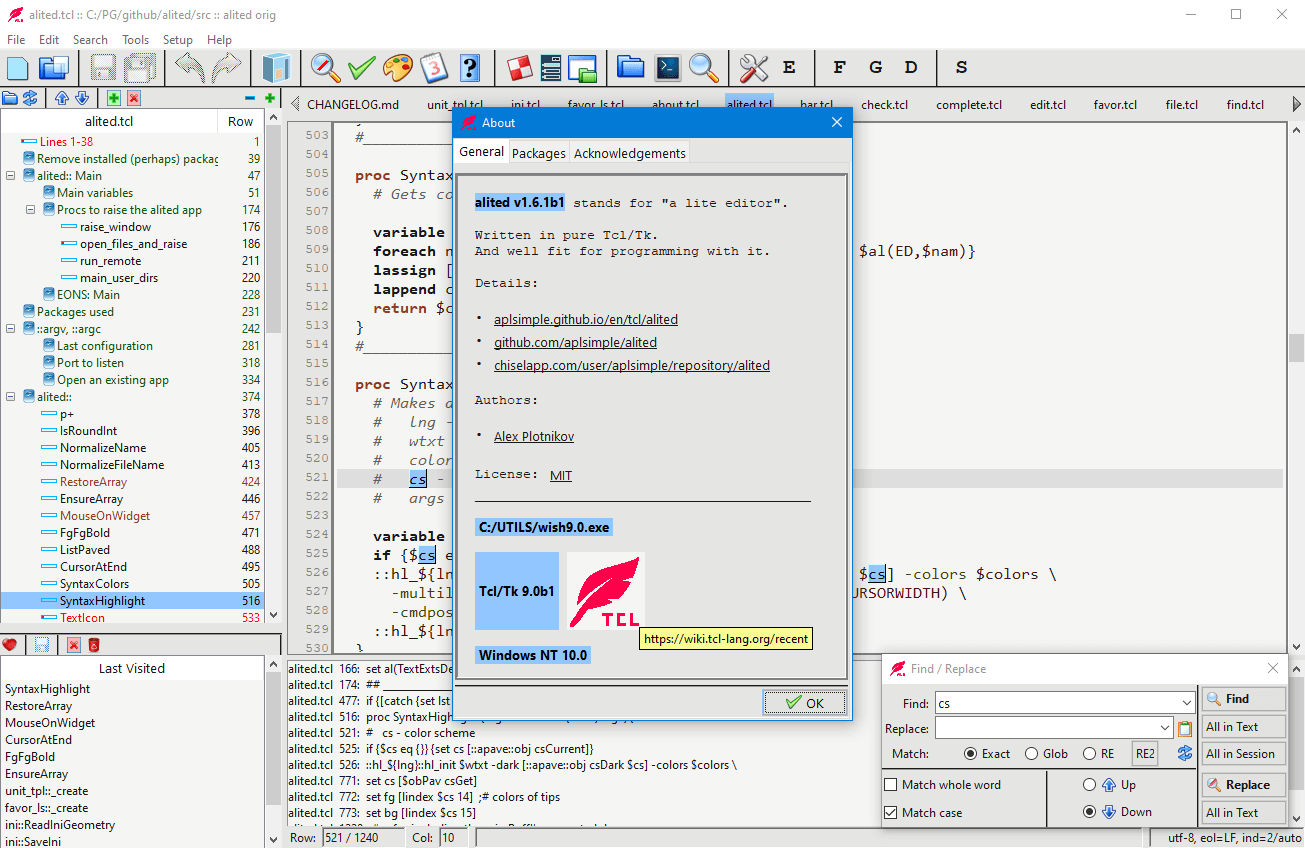 alited.tcl :: C:/PG/github/alited/src :: alited orig
File Edit Search Tools Setup Help
E F G D S
CHANGELOG.md unit_tpl.tcl ini.tcl favor_ls.tcl about.tcl alited.tcl bar.tcl check.tcl complete.tcl edit.tcl favor.tcl file.tcl find.tcl
alited.tcl Row
Lines 1-38 1
Remove installed (perhaps) packag 39
alited:: Main 47
Main variables 51
Procs to raise the alited app 174
raise_window 176
open_files_and_raise 186
run_remote 211
main_user_dirs 220
EONS: Main 228
Packages used 231
::argv, ::argc 242
Last configuration 281
Port to listen 318
Open an existing app 334
alited:: 374
p+ 378
IsRoundInt 396
NormalizeName 405
NormalizeFileName 413
RestoreArray 424
EnsureArray 446
MouseOnWidget 457
FgFgBold 471
ListPaved 488
CursorAtEnd 495
SyntaxColors 505
SyntaxHighlight 516
TextIcon 533
Last Visited
SyntaxHighlight
RestoreArray
MouseOnWidget
CursorAtEnd
FgFgBold
EnsureArray
unit_tpl::_create
favor_ls::_create
ini::ReadIniGeometry
ini::SaveIni
503 #
504
505 proc Syntax
506 # Gets co
507
508 variable
509 foreach n $al(ED,$nam)}
510 lassign [
511 lappend c
512 return $c
513 }
514 #
515
516 proc Syntax
517 # Makes a
518 # lng -
519 # wtxt
520 # color
521 # cs -
522 # args
523
524 variable
525 if {$cs e
526 ::hl_${ln $cs] -colors $colors \
527 -multil URSORWIDTH) \
528 -cmdpos
529 ::hl_${ln
530 }
About
General Packages Acknowledgements
alited v1.6.1b1 stands for "a lite editor".
Written in pure Tcl/Tk.
And well fit for programming with it.
Details:
• aplsimple.github.io/en/tcl/alited
• github.com/aplsimple/alited
• chiselapp.com/user/aplsimple/repository/alited
Authors:
• Alex Plotnikov
License: MIT
C:/UTILS/wish9.0.exe
Tcl/Tk 9.0b1
TCL
https://wiki.tcl-lang.org/recent
Windows NT 10.0
OK
alited.tcl 166: set al(TextExtsDe
alited.tcl 174: ##
alited.tcl 477: if {[catch {set lst
alited.tcl 516: proc SyntaxHighlig
alited.tcl 521: # cs - color scheme
alited.tcl 525: if {$cs eq {}} {set cs [::apave::obj csCurrent]}
alited.tcl 526: ::hl_${lng}::hl_init $wtxt -dark [::apave::obj csDark $cs] -colors $colors \
alited.tcl 771: set cs [$obPav csGet]
alited.tcl 772: set fg [lindex $cs 14] ;# colors of tips
alited.tcl 773: set bg [lindex $cs 15]
Row: 521 / 1240 Col: 10
utf-8, eol=LF, ind=2/auto
Find / Replace
Find: cs
Replace:
Match: Exact Glob RE RE2
Match whole word Up
Match case Down
Find
All in Text
All in Session
Replace
All in Text